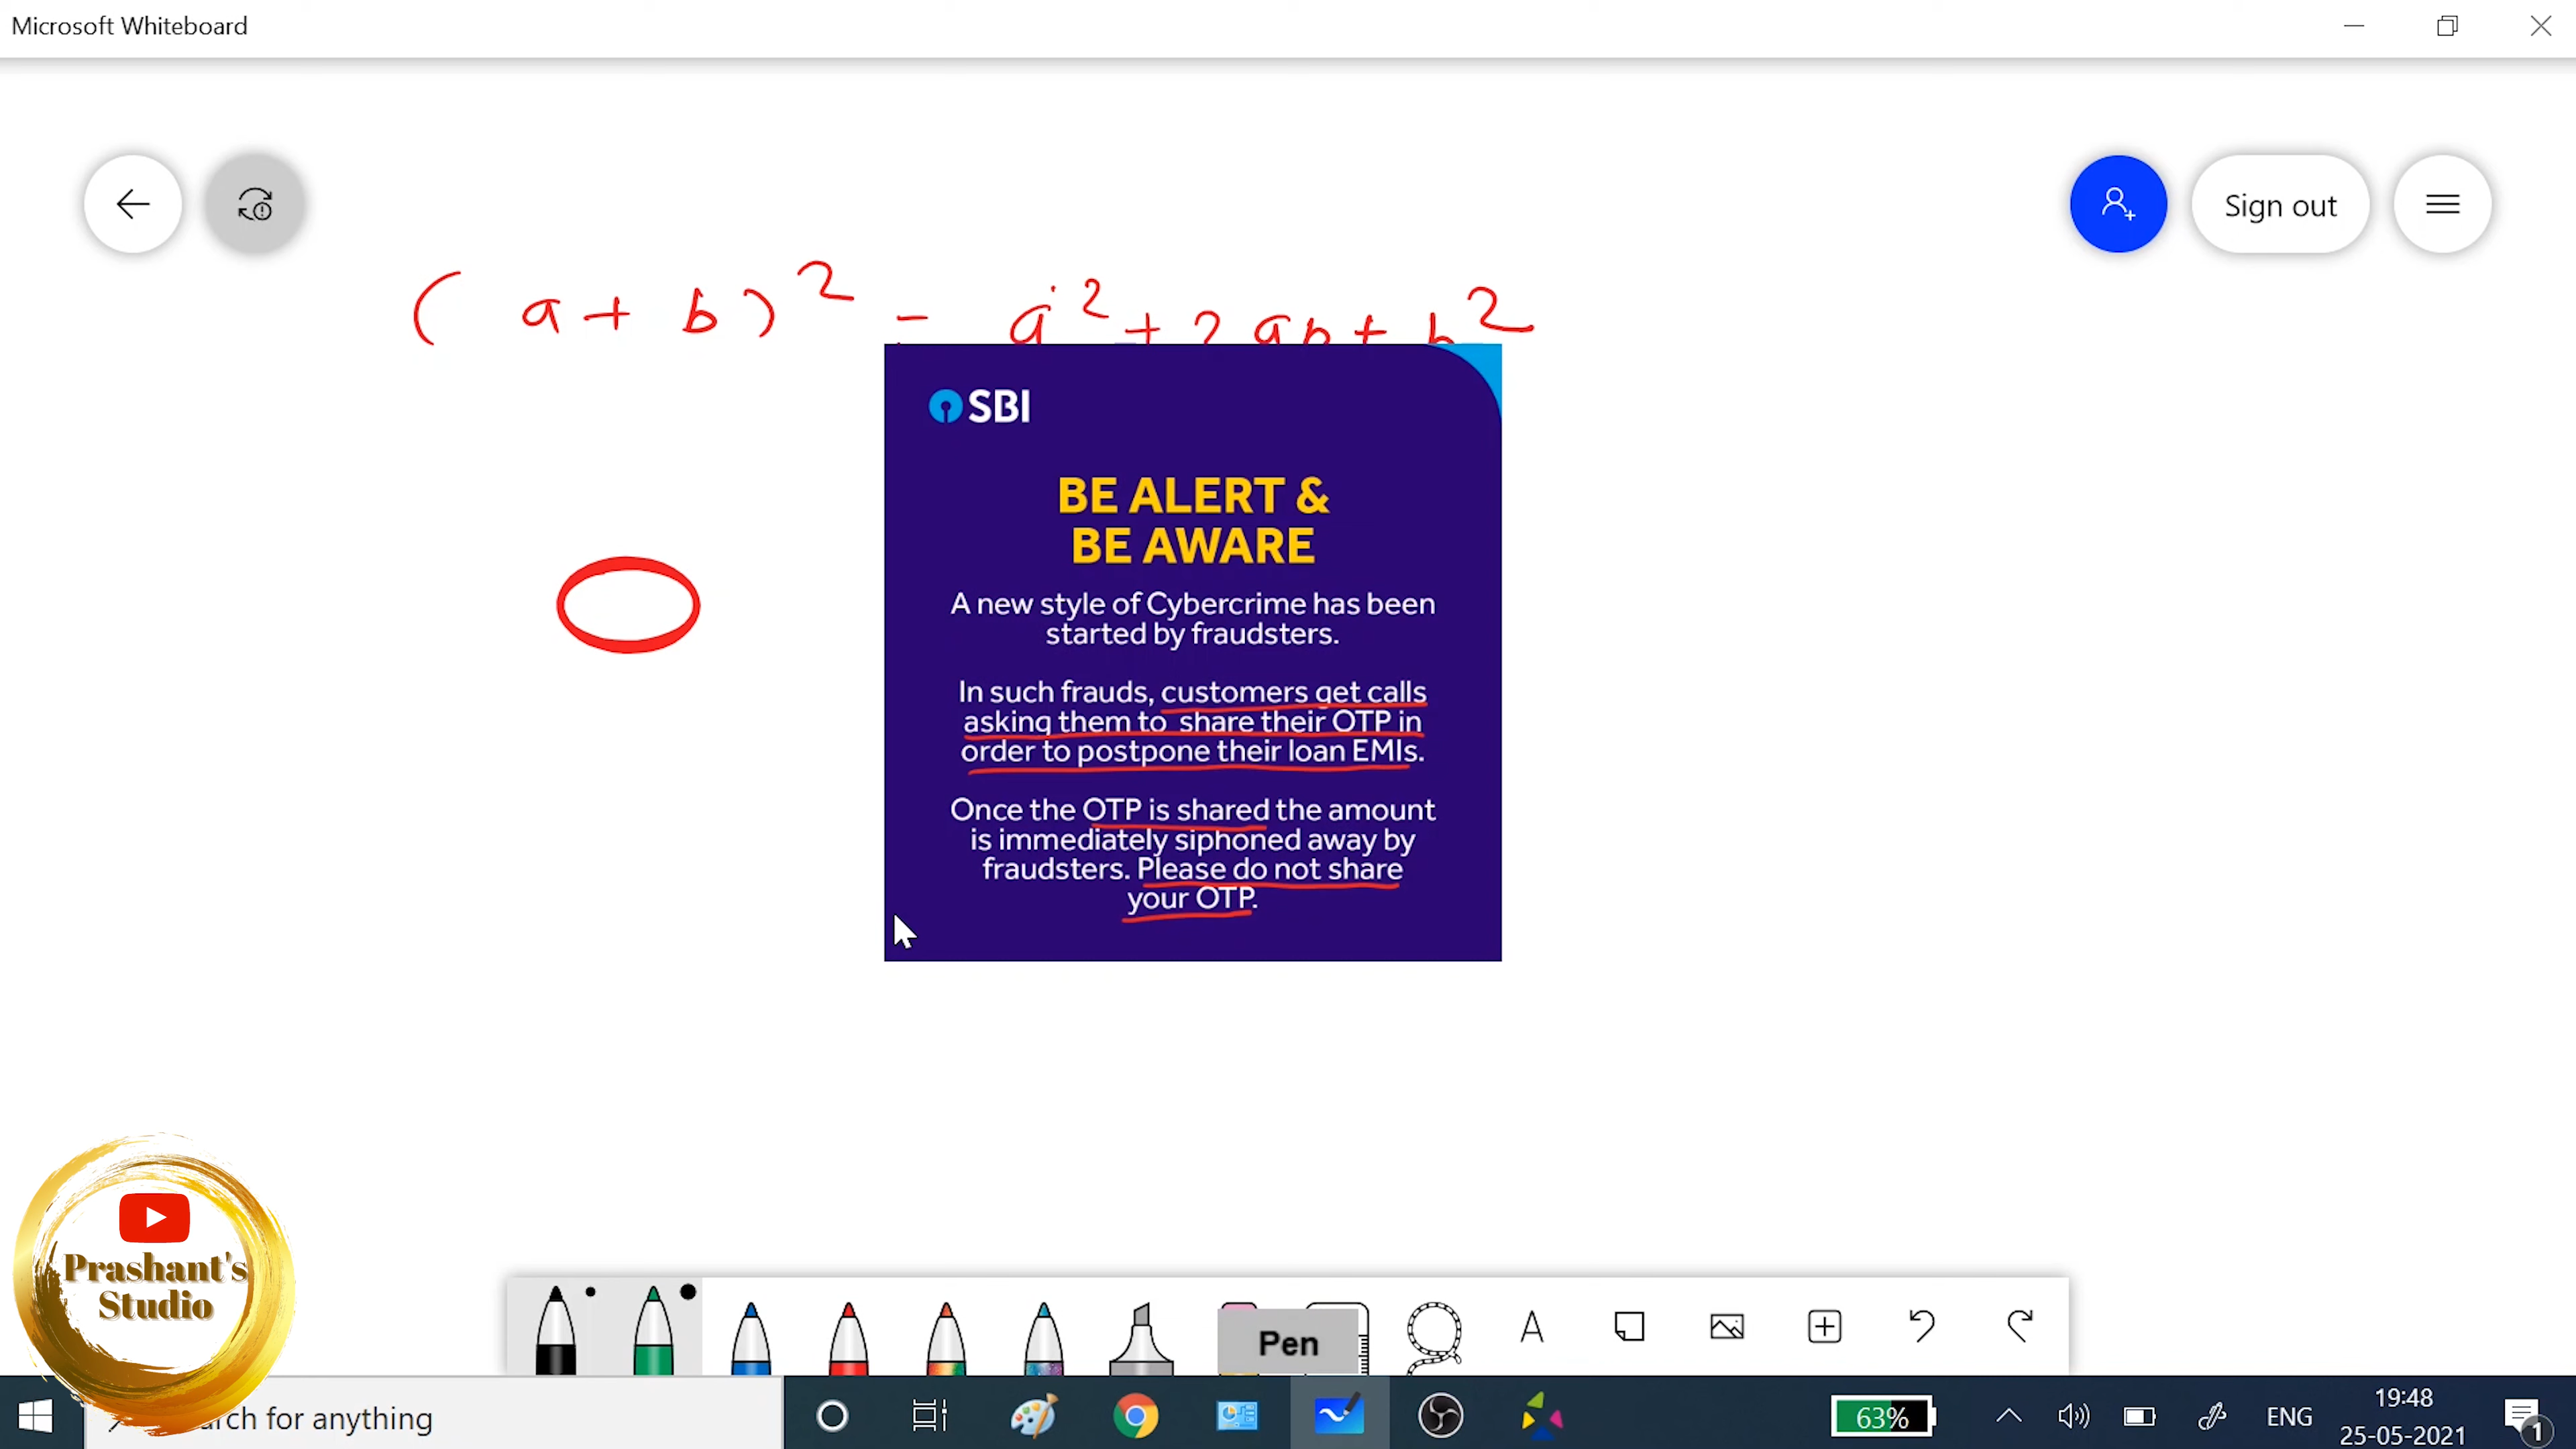 Microsoft Whiteboard
Sign out
( a + b )² = a² + 2ab + b²
SBI
BE ALERT &
BE AWARE
A new style of Cybercrime has been
started by fraudsters.
In such frauds, customers get calls
asking them to share their OTP in
order to postpone their loan EMIs.
Once the OTP is shared the amount
is immediately siphoned away by
fraudsters. Please do not share
your OTP.
Prashant's
Studio
Pen
A
for anything
63%
ENG
19:48
25-05-2021
1